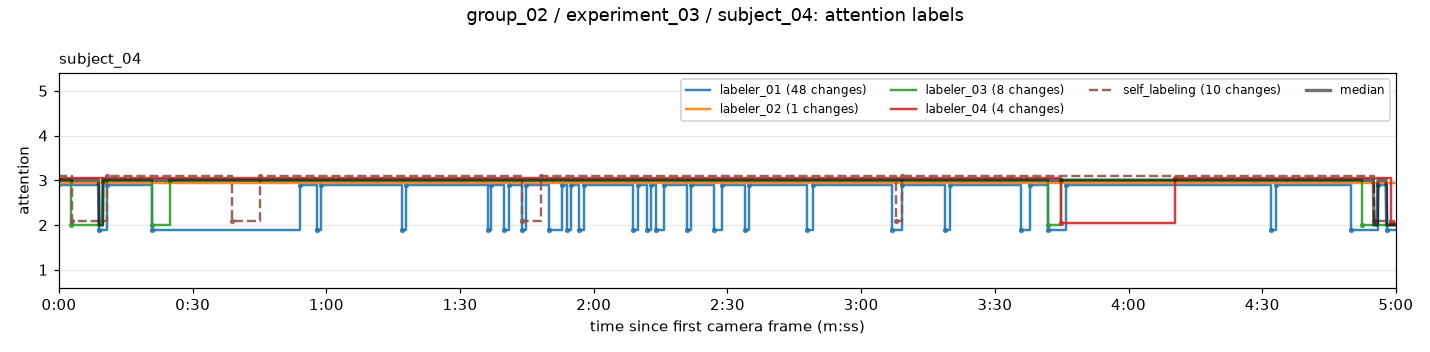 group_02 / experiment_03 / subject_04: attention labels
subject_04
labeler_01 (48 changes)
labeler_02 (1 changes)
labeler_03 (8 changes)
labeler_04 (4 changes)
self_labeling (10 changes)
median
attention
5
4
3
2
1
0:00 0:30 1:00 1:30 2:00 2:30 3:00 3:30 4:00 4:30 5:00
time since first camera frame (m:ss)